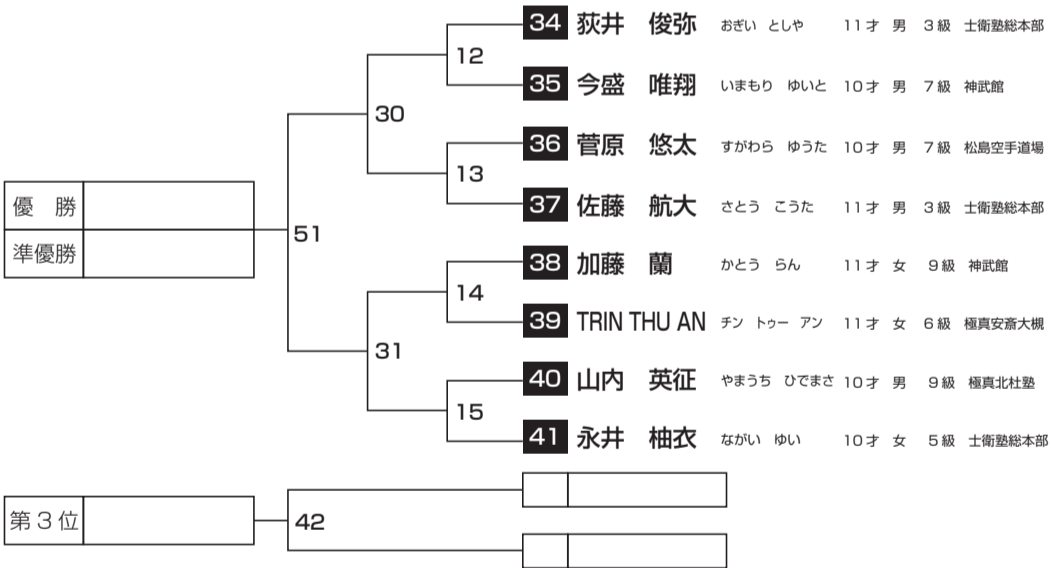 34 荻井 俊弥 おぎい としや 11才 男 3級 士衛塾総本部
12
35 今盛 唯翔 いまもり ゆいと 10才 男 7級 神武館
30
36 菅原 悠太 すがわら ゆうた 10才 男 7級 松島空手道場
13
37 佐藤 航大 さとう こうた 11才 男 3級 士衛塾総本部
優 勝
51
準優勝
38 加藤 蘭 かとう らん 11才 女 9級 神武館
14
39 TRIN THU AN チン トゥー アン 11才 女 6級 極真安斎大槻
31
40 山内 英征 やまうち ひでまさ 10才 男 9級 極真北杜塾
15
41 永井 柚衣 ながい ゆい 10才 女 5級 士衛塾総本部
第3位
42